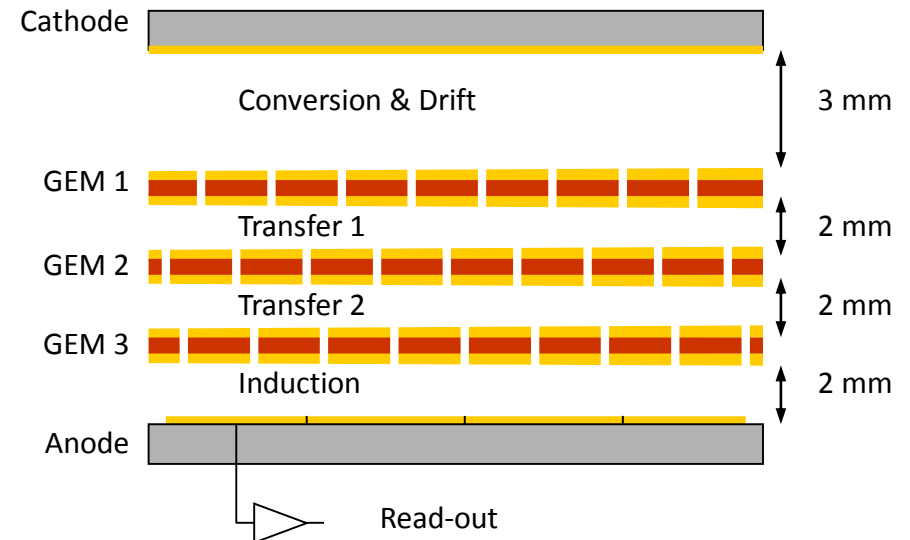 Cathode
Conversion & Drift
3 mm
GEM 1
Transfer 1
2 mm
GEM 2
Transfer 2
2 mm
GEM 3
Induction
2 mm
Anode
Read-out